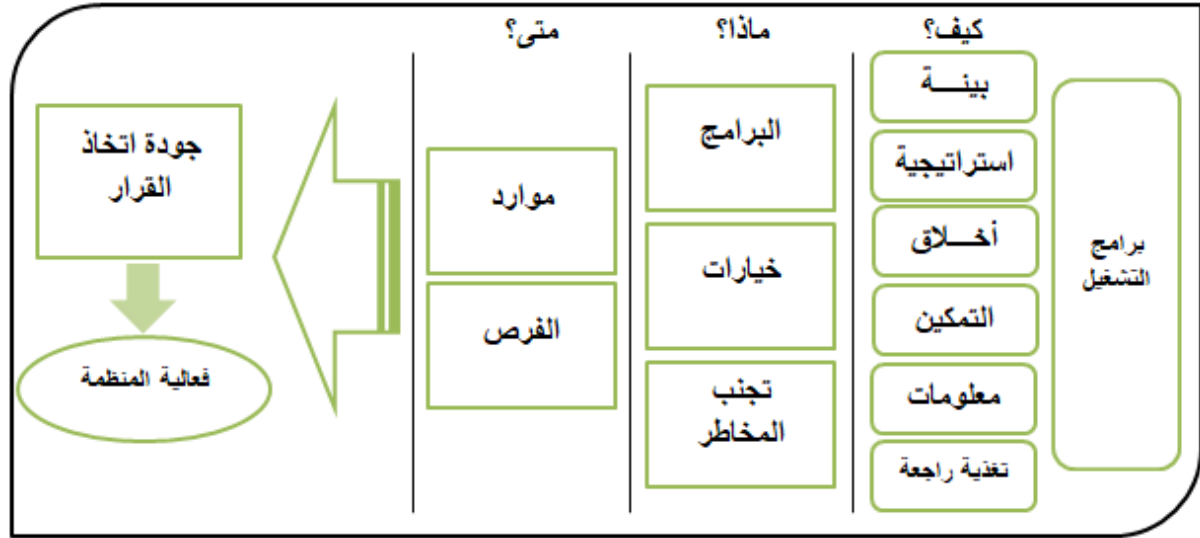 كيف؟
ماذا؟
متى؟
برامج
التشغيل
بيئـــة
استراتيجية
أخـــلاق
التمكين
معلومات
تغذية راجعة
البرامج
خيارات
تجنب
المخاطر
موارد
الفرص
جودة اتخاذ
القرار
فعالية المنظمة